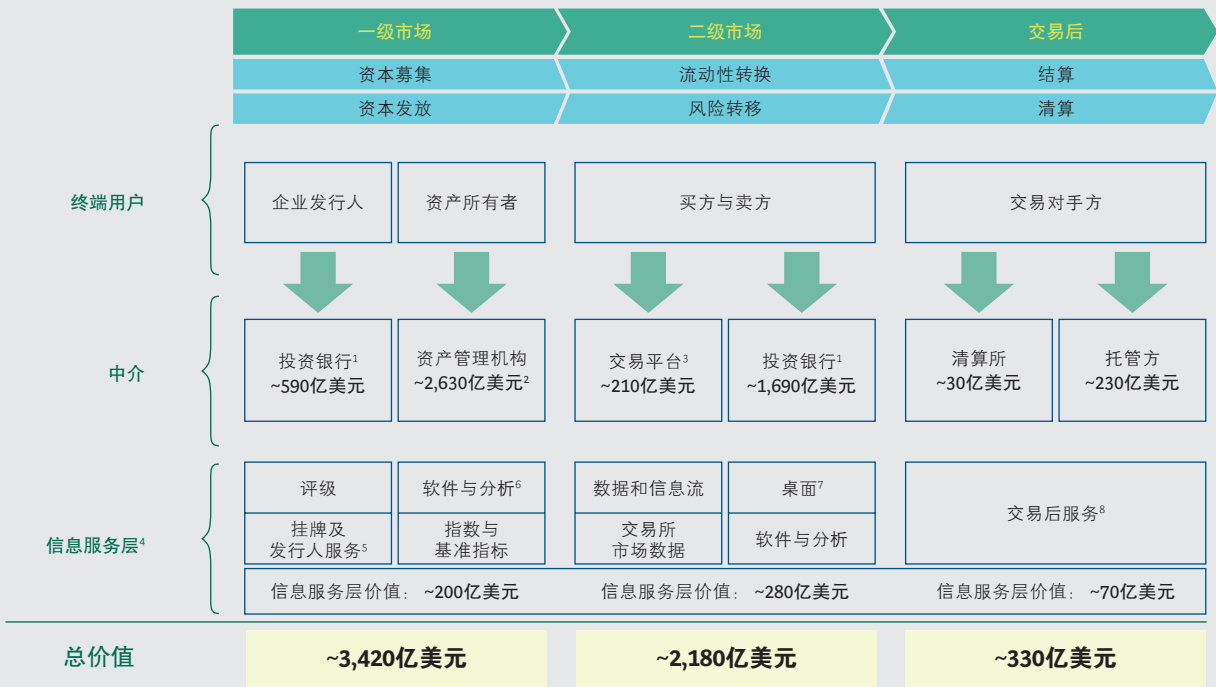 一级市场
二级市场
交易后
资本募集
流动性转换
结算
资本发放
风险转移
清算
终端用户
企业发行人
资产所有者
买方与卖方
交易对手方
中介
投资银行¹
~590亿美元
资产管理机构
~2,630亿美元²
交易平台³
~210亿美元
投资银行¹
~1,690亿美元
清算所
~30亿美元
托管方
~230亿美元
信息服务层⁴
评级
软件与分析⁶
数据和信息流
桌面⁷
交易后服务⁸
挂牌及
发行人服务⁵
指数与
基准指标
交易所
市场数据
软件与分析
信息服务层价值： ~200亿美元
信息服务层价值： ~280亿美元
信息服务层价值： ~70亿美元
总价值
~3,420亿美元
~2,180亿美元
~330亿美元